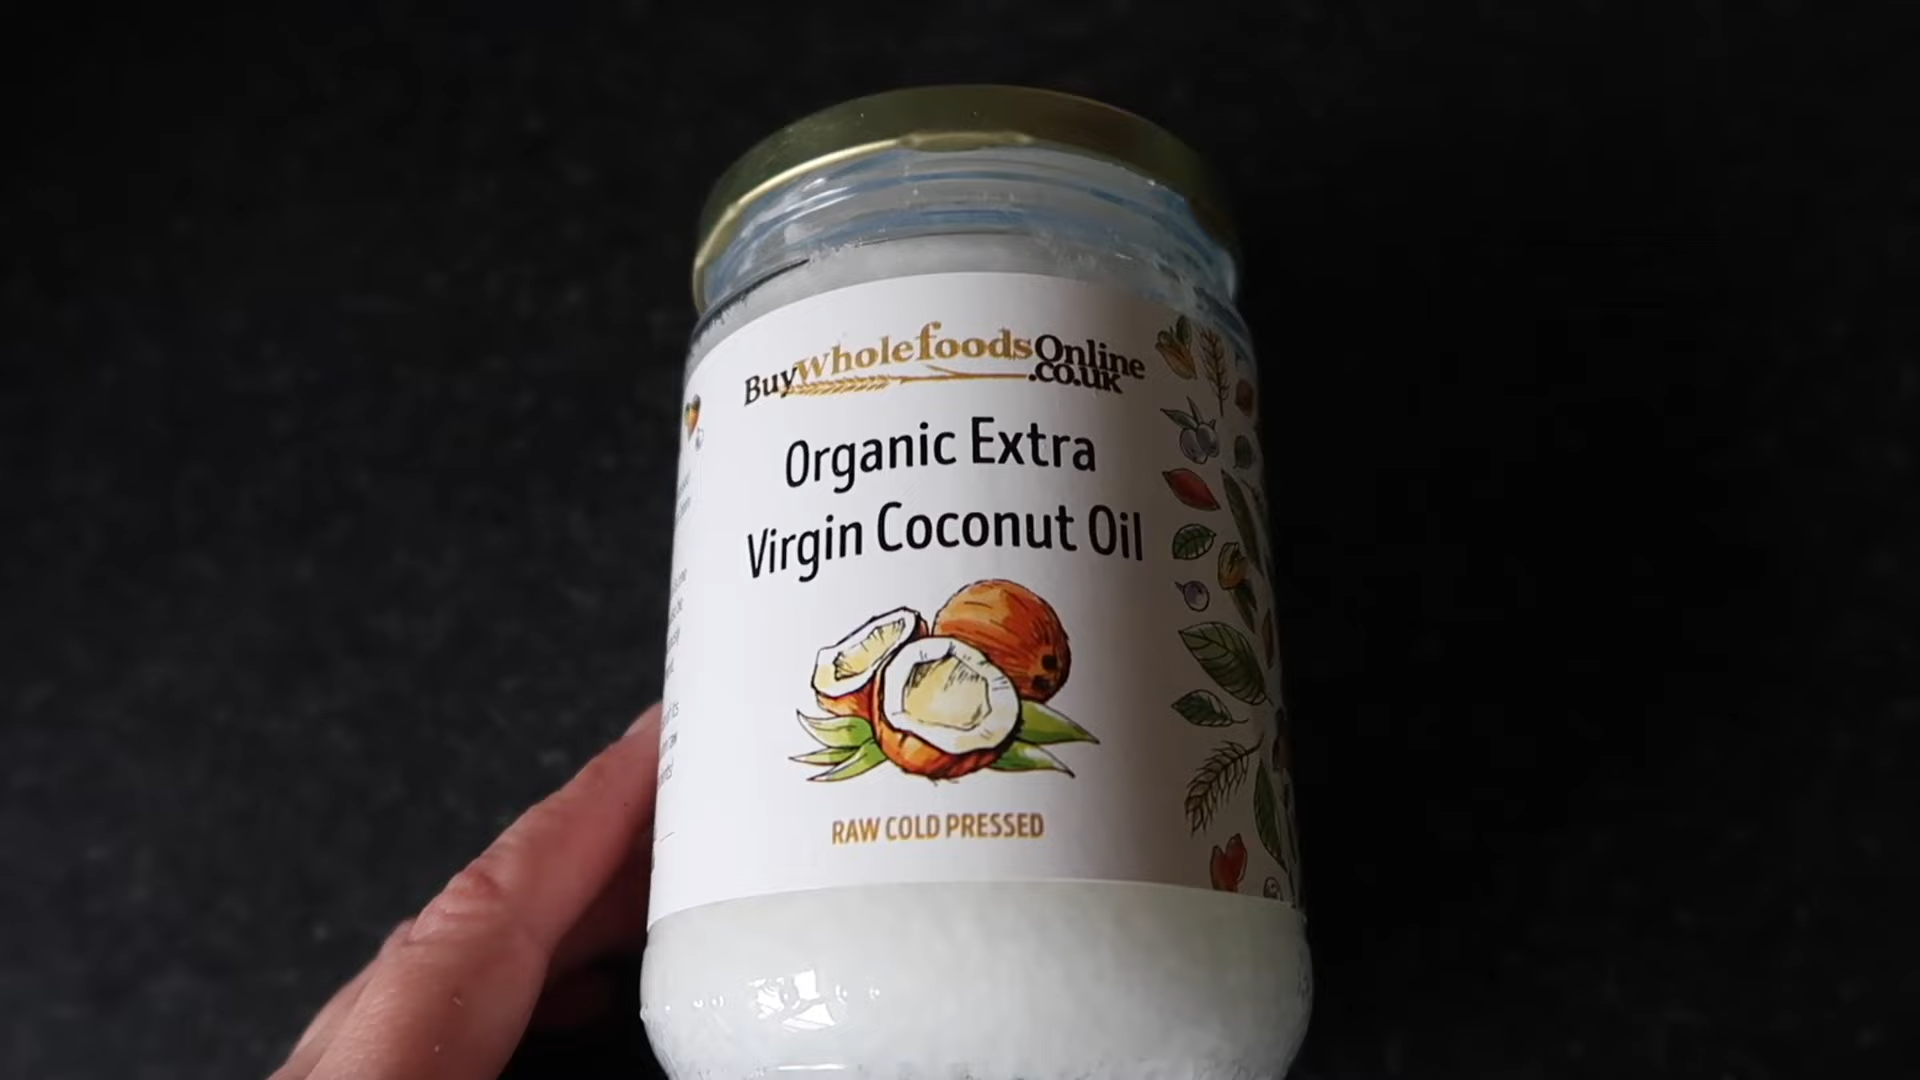 BuyWholefoodsOnline
.co.uk
Organic Extra
Virgin Coconut Oil
RAW COLD PRESSED